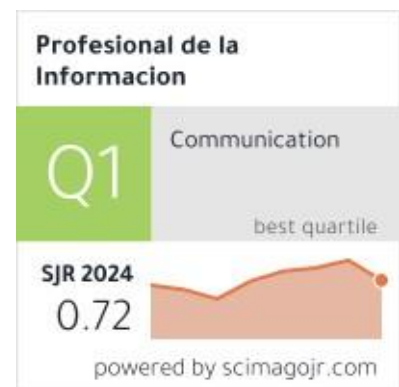 Profesional de la
Informacion
Q1
Communication
best quartile
SJR 2024
0.72
powered by scimagojr.com